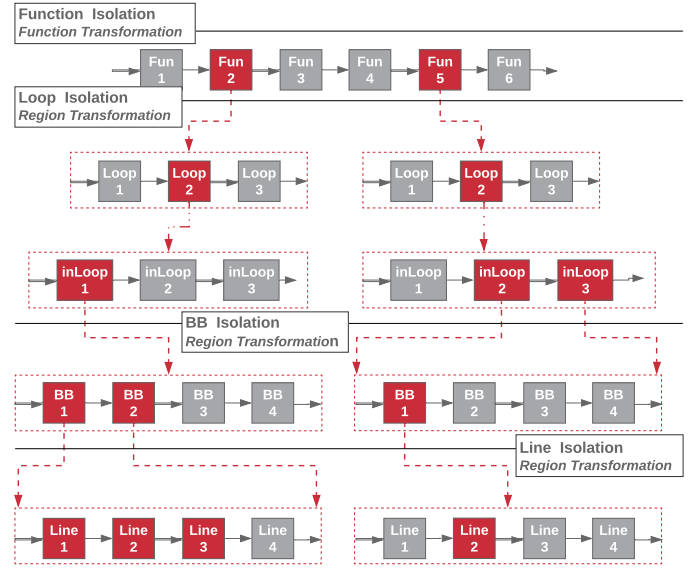 Function Isolation
Function Transformation
Fun 1
Fun 2
Fun 3
Fun 4
Fun 5
Fun 6
Loop Isolation
Region Transformation
Loop 1
Loop 2
Loop 3
Loop 1
Loop 2
Loop 3
inLoop 1
inLoop 2
inLoop 3
inLoop 1
inLoop 2
inLoop 3
BB Isolation
Region Transformation
BB 1
BB 2
BB 3
BB 4
BB 1
BB 2
BB 3
BB 4
Line Isolation
Region Transformation
Line 1
Line 2
Line 3
Line 4
Line 1
Line 2
Line 3
Line 4